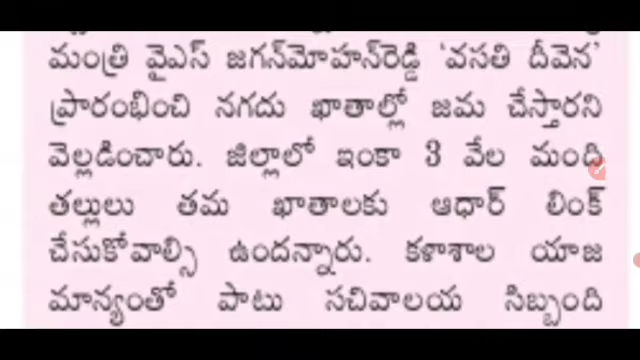 మంత్రి వైఎస్ జగన్‌మోహన్‌రెడ్డి ‘వసతి దీవెన’
ప్రారంభించి నగదు ఖాతాల్లో జమ చేస్తారని
వెల్లడించారు. జిల్లాలో ఇంకా 3 వేల మంది
తల్లులు తమ ఖాతాలకు ఆధార్ లింక్
చేసుకోవాల్సి ఉందన్నారు. కళాశాల యాజ
మాన్యంతో పాటు సచివాలయ సిబ్బంది